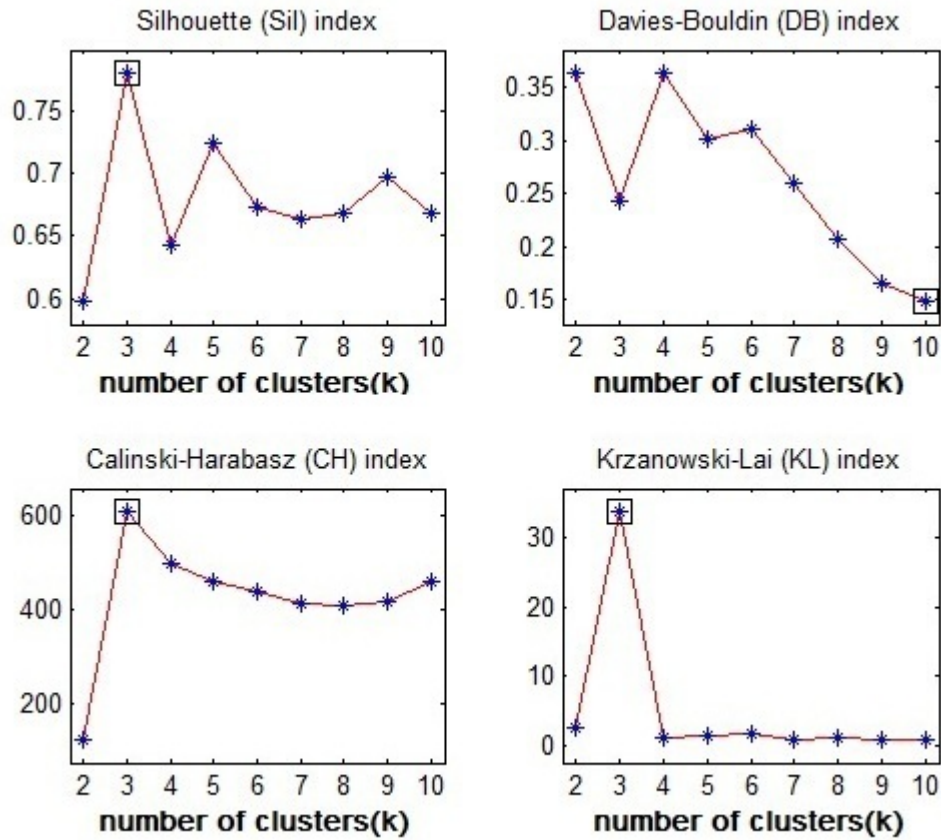 Silhouette (Sil) index
0.75
0.7
0.65
0.6
2 3 4 5 6 7 8 9 10
number of clusters(k)
Davies-Bouldin (DB) index
0.35
0.3
0.25
0.2
0.15
2 3 4 5 6 7 8 9 10
number of clusters(k)
Calinski-Harabasz (CH) index
600
400
200
2 3 4 5 6 7 8 9 10
number of clusters(k)
Krzanowski-Lai (KL) index
30
20
10
0
2 3 4 5 6 7 8 9 10
number of clusters(k)